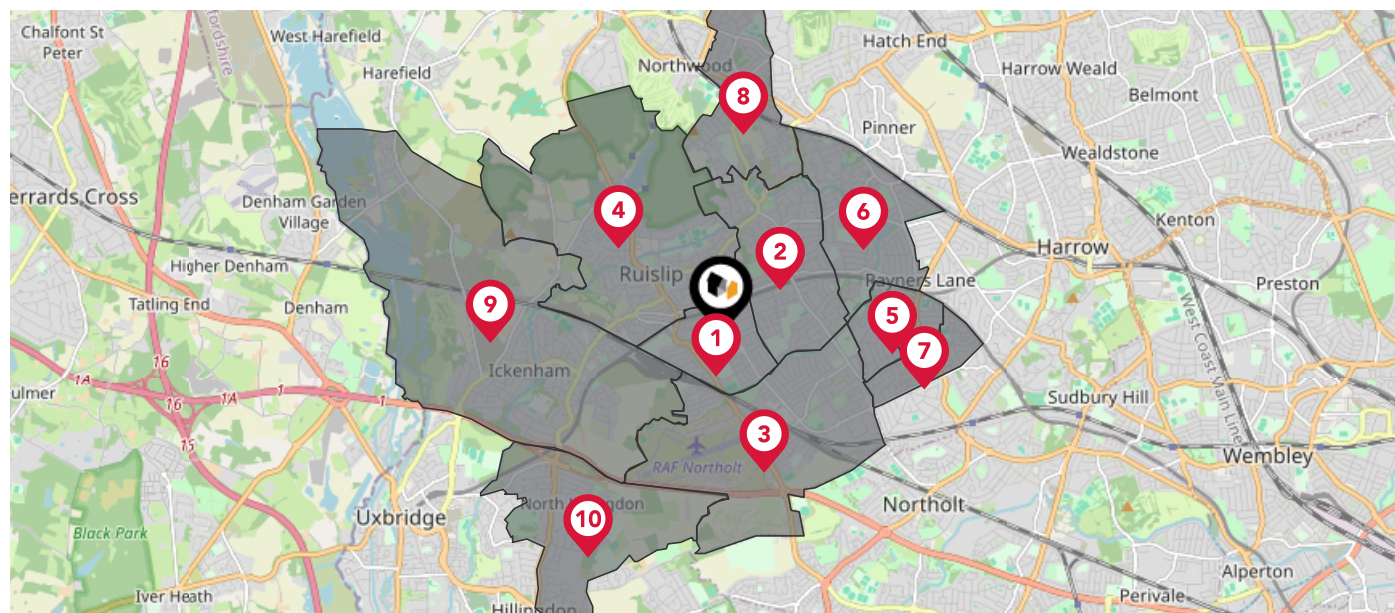 Chalfont St
Peter
West Harefield
Harefield
Northwood
Hatch End
Harrow Weald
Belmont
Pinner
Wealdstone
errards Cross
Denham Garden
Village
Higher Denham
Tatling End
Denham
Ruislip
Rayners Lane
Kenton
Harrow
Preston
West Coast Main Line
Ickenham
ulmer
1A
16
16
1A
1
1
15
Sudbury Hill
Wembley
RAF Northolt
Northolt
Uxbridge
Black Park
Iver Heath
Hillingdon
Alperton
Perivale
8
4
6
2
9
5
1
7
3
10